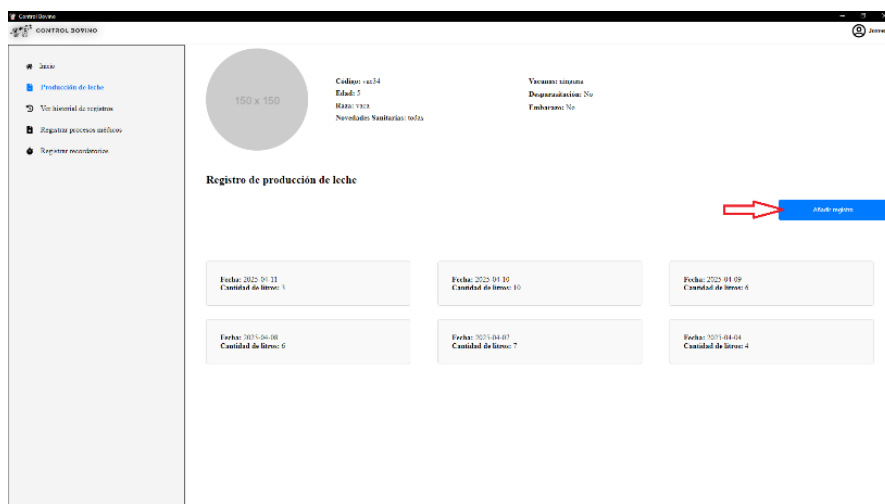 Control Bovino
CONTROL BOVINO
Inicio
Producción de leche
Ver historial de registros
Registrar procesos médicos
Registrar recordatorios
150 x 150
Código: vac34
Edad: 5
Raza: vaca
Novedades Sanitarias: todas
Vacunas: ninguna
Desparasitación: No
Embarazo: No
Registro de producción de leche
Añadir registro
Fecha: 2025-04-11
Cantidad de litros: 3
Fecha: 2025-04-10
Cantidad de litros: 10
Fecha: 2025-04-09
Cantidad de litros: 6
Fecha: 2025-04-08
Cantidad de litros: 6
Fecha: 2025-04-07
Cantidad de litros: 7
Fecha: 2025-04-04
Cantidad de litros: 4